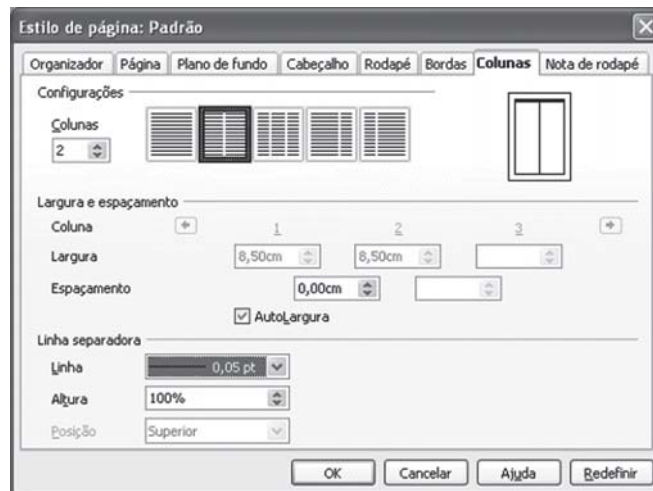 Estilo de página: Padrão
Organizador Página Plano de fundo Cabeçalho Rodapé Bordas Colunas Nota de rodapé
Configurações
Colunas
2
Largura e espaçamento
Coluna 1 2 3
Largura 8,50cm 8,50cm
Espaçamento 0,00cm
AutoLargura
Linha separadora
Linha 0,05 pt
Altura 100%
Posição Superior
OK Cancelar Ajuda Redefinir